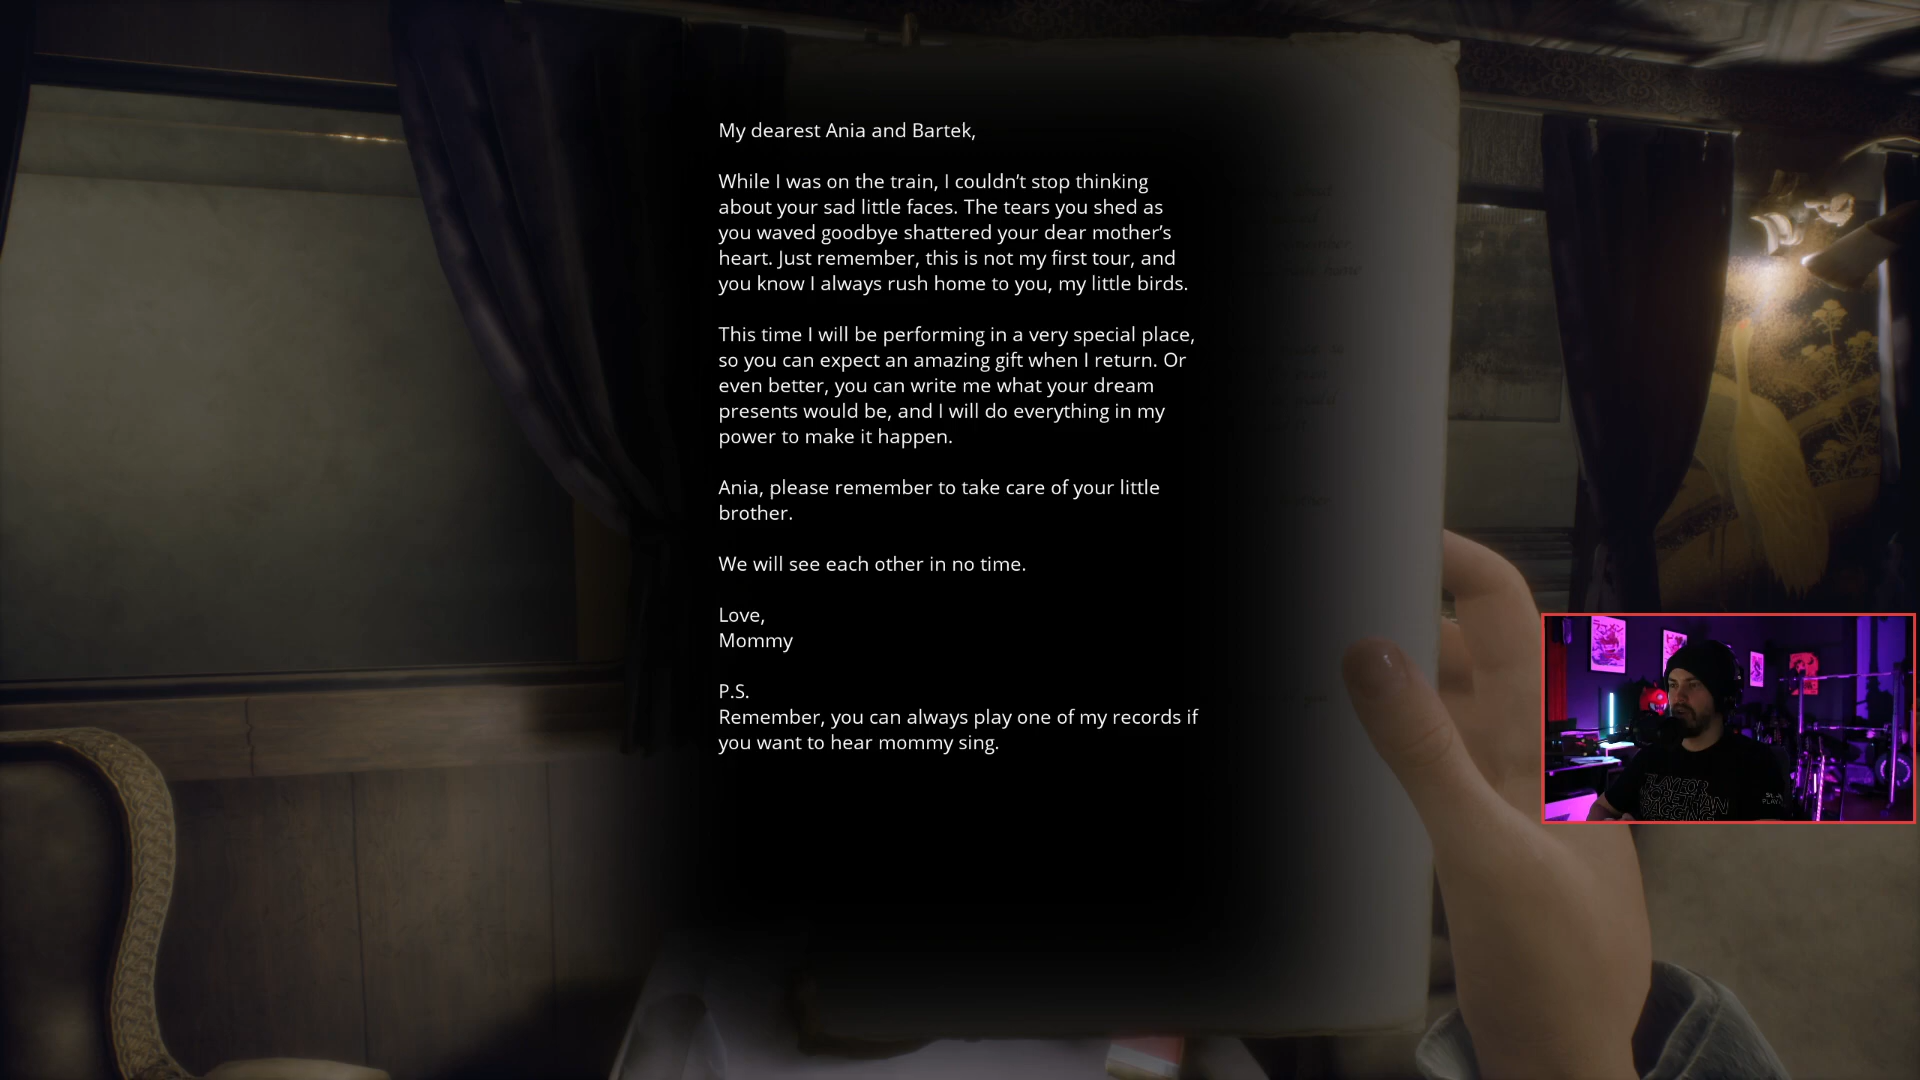 My dearest Ania and Bartek,
While I was on the train, I couldn’t stop thinking
about your sad little faces. The tears you shed as
you waved goodbye shattered your dear mother’s
heart. Just remember, this is not my first tour, and
you know I always rush home to you, my little birds.
This time I will be performing in a very special place,
so you can expect an amazing gift when I return. Or
even better, you can write me what your dream
presents would be, and I will do everything in my
power to make it happen.
Ania, please remember to take care of your little
brother.
We will see each other in no time.
Love,
Mommy
P.S.
Remember, you can always play one of my records if
you want to hear mommy sing.